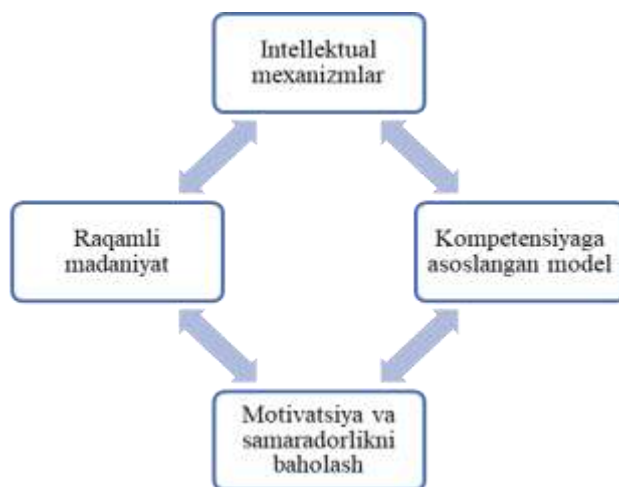 Intellektual
mexanizmlar
Raqamli
madaniyat
Kompetensiyaga
asoslangan model
Motivatsiya va
samaradorlikni
baholash